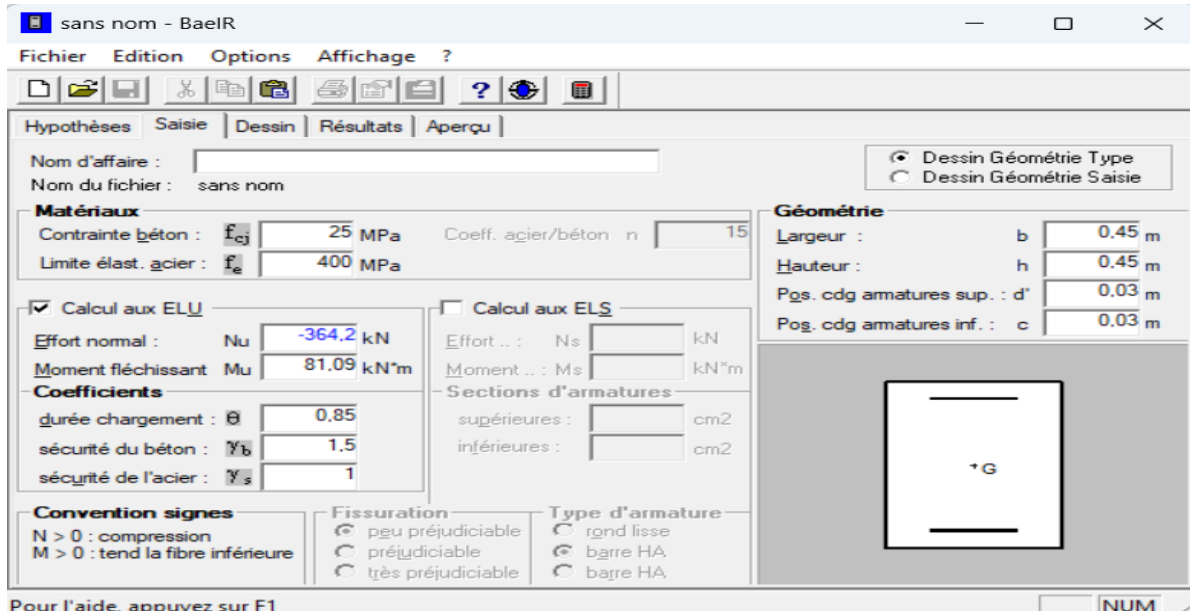 sans nom - BaelR
Fichier Edition Options Affichage ?
Hypothèses Saisie Dessin Résultats Aperçu
Nom d'affaire :
Nom du fichier : sans nom
Dessin Géométrie Type
Dessin Géométrie Saisie
Matériaux
Contrainte béton : fcj 25 MPa Coeff. acier/béton n 15
Limite élast. acier : fe 400 MPa
Géométrie
Largeur : b 0,45 m
Hauteur : h 0,45 m
Pos. cdg armatures sup. : d' 0,03 m
Pos. cdg armatures inf. : c 0,03 m
Calcul aux ELU
Effort normal : Nu -364,2 kN
Moment fléchissant Mu 81,09 kN*m
Calcul aux ELS
Effort .. : Ns kN
Moment .. : Ms kN*m
Coefficients
durée chargement : θ 0,85
sécurité du béton : γb 1,5
sécurité de l'acier : γs 1
Sections d'armatures
supérieures : cm2
inférieures : cm2
+G
Convention signes
N > 0 : compression
M > 0 : tend la fibre inférieure
Fissuration
peu préjudiciable
préjudiciable
très préjudiciable
Type d'armature
rond lisse
barre HA
barre HA
Pour l'aide, appuyez sur F1 NUM